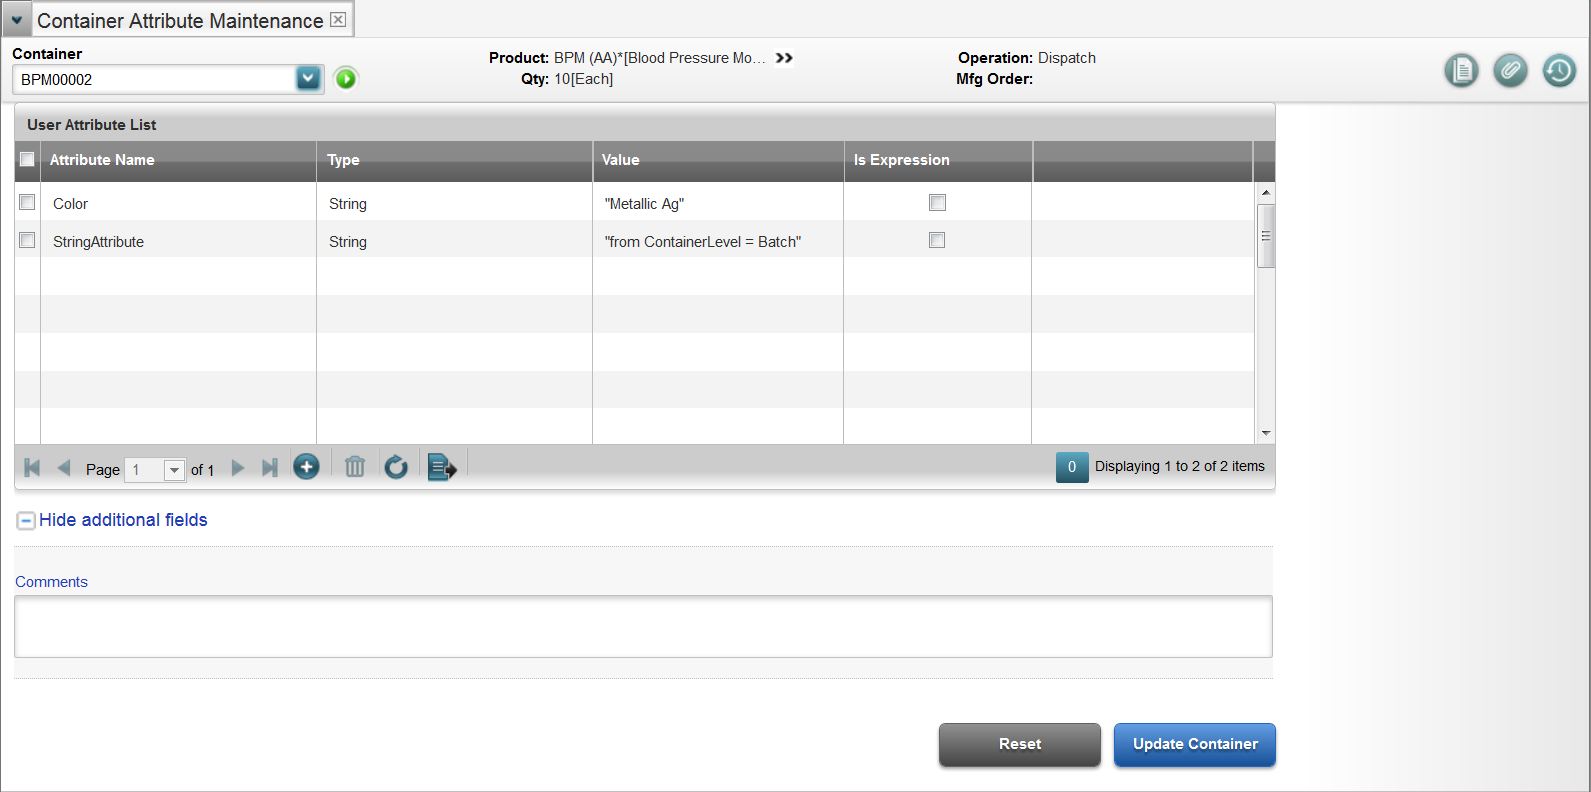 Container Attribute Maintenance
Container
BPM00002
Product: BPM (AA)*[Blood Pressure Mo...
Qty: 10[Each]
Operation: Dispatch
Mfg Order:
User Attribute List
Attribute Name Type Value Is Expression
Color String "Metallic Ag"
StringAttribute String "from ContainerLevel = Batch"
Page 1 of 1
0 Displaying 1 to 2 of 2 items
Hide additional fields
Comments
Reset Update Container